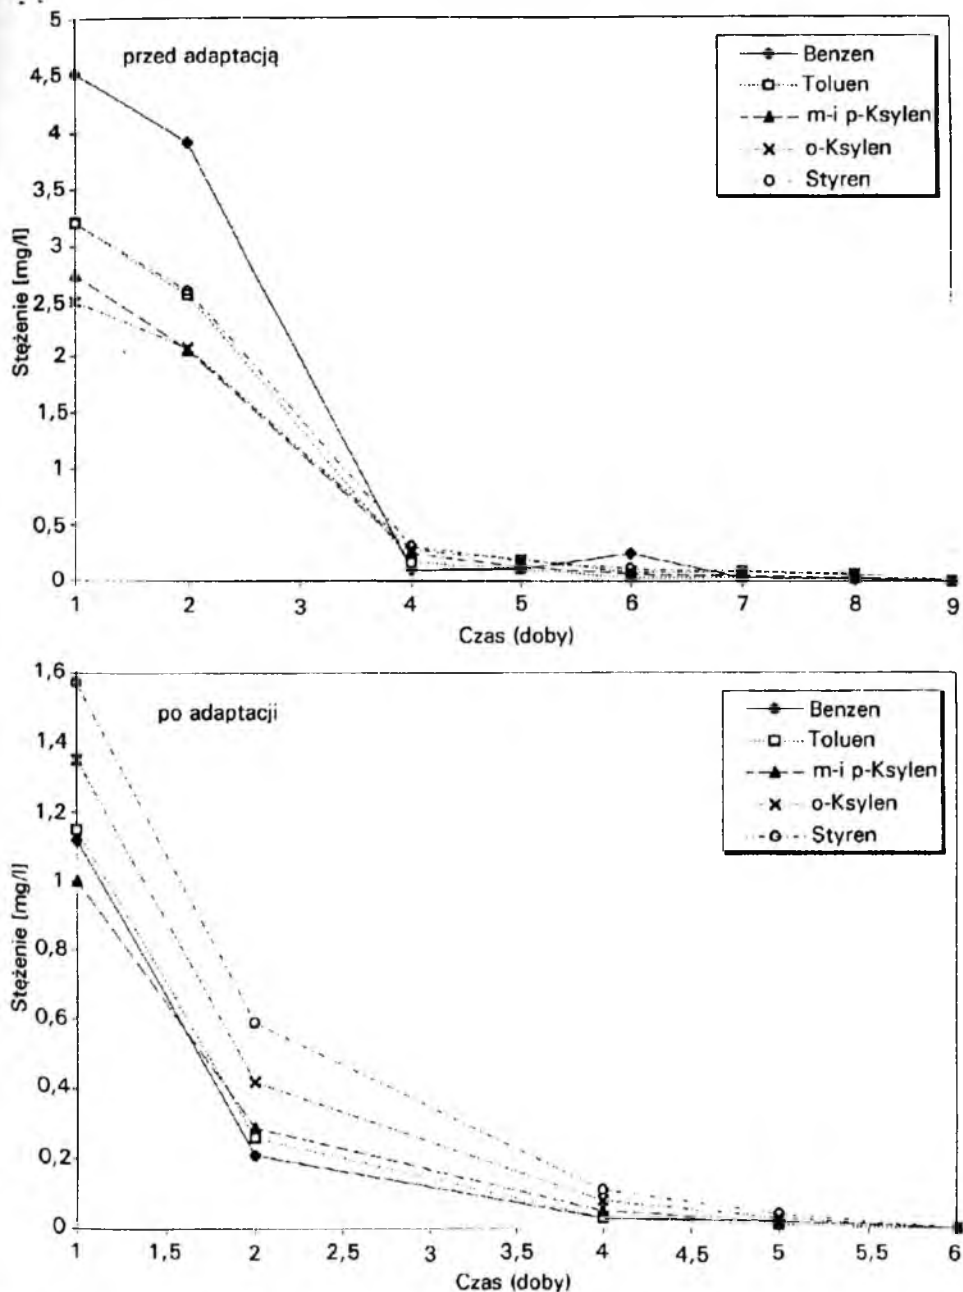 5
4,5
4
3,5
3
2,5
2
1,5
1
0,5
0
Stężenie [mg/l]
przed adaptacją
Benzen
Toluen
m-i p-Ksylen
o-Ksylen
Styren
1 2 3 4 5 6 7 8 9
Czas (doby)
1,6
1,4
1,2
1
0,8
0,6
0,4
0,2
0
Stężenie [mg/l]
po adaptacji
Benzen
Toluen
m-i p-Ksylen
o-Ksylen
Styren
1 1,5 2 2,5 3 3,5 4 4,5 5 5,5 6
Czas (doby)